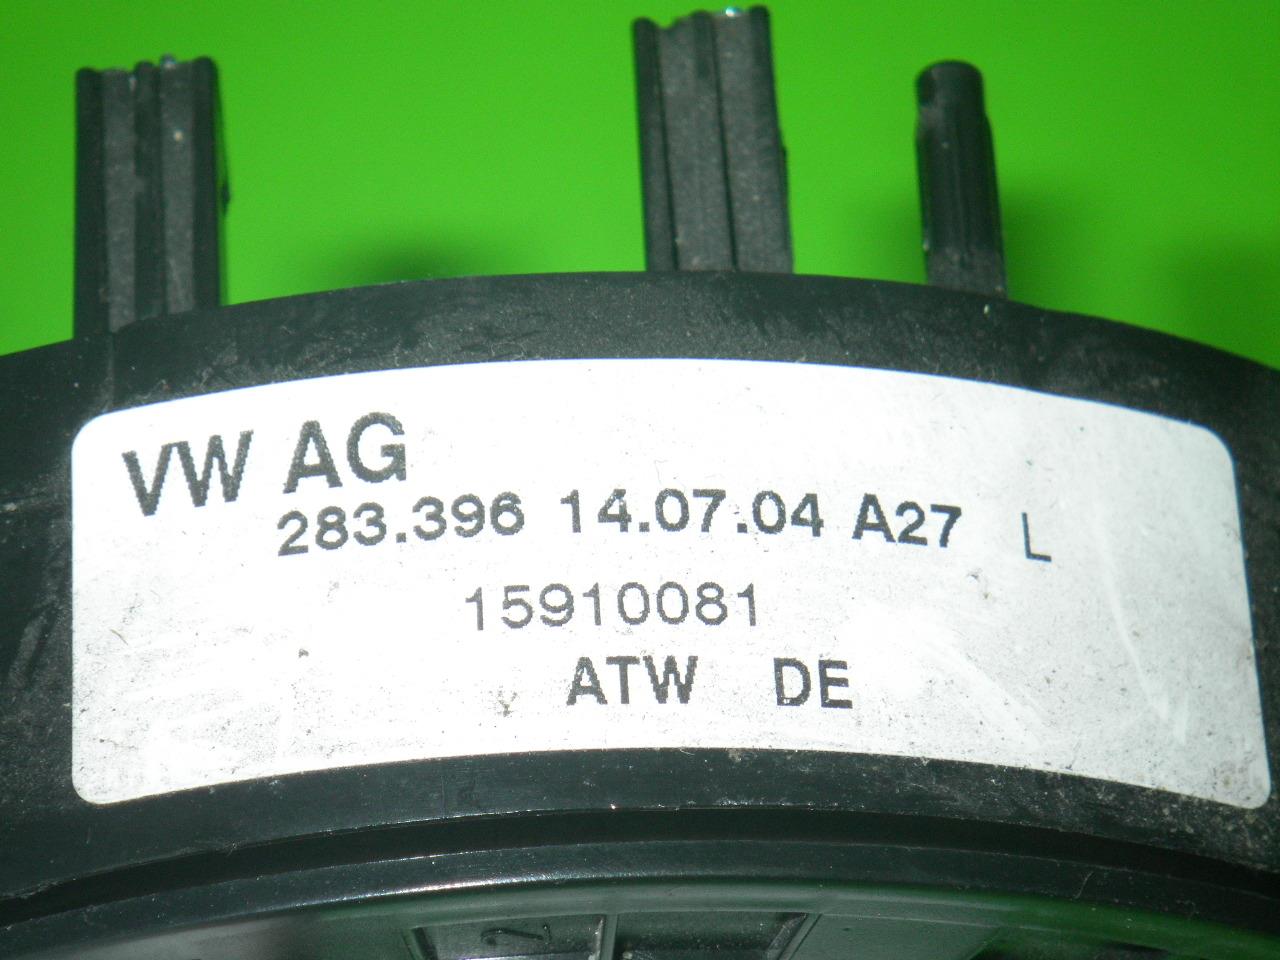 VW AG
283.396 14.07.04 A27 L
15910081
ATW DE